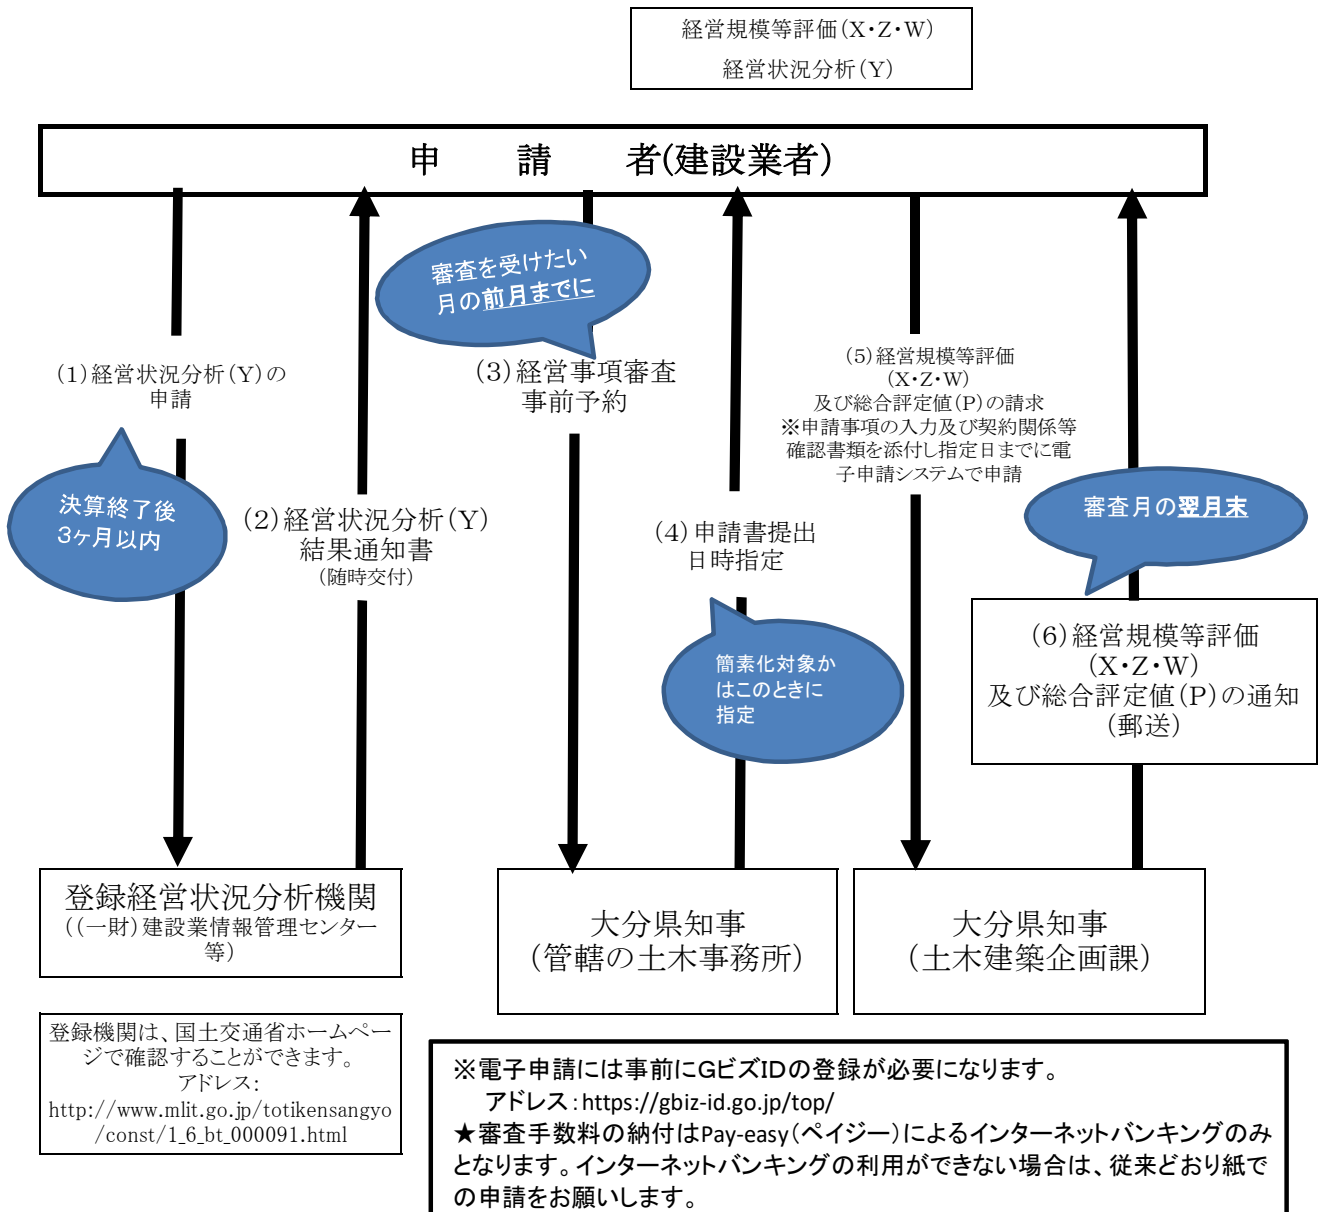 経営規模等評価(X・Z・W)
経営状況分析(Y)
申　請　者(建設業者)
審査を受けたい
月の前月までに
(1)経営状況分析(Y)の
申請
決算終了後
3ヶ月以内
(2)経営状況分析(Y)
結果通知書
(随時交付)
(3)経営事項審査
事前予約
(4)申請書提出
日時指定
簡素化対象か
はこのときに
指定
(5)経営規模等評価
(X・Z・W)
及び総合評定値(P)の請求
※申請事項の入力及び契約関係等
確認書類を添付し指定日までに電
子申請システムで申請
審査月の翌月末
(6)経営規模等評価
(X・Z・W)
及び総合評定値(P)の通知
(郵送)
登録経営状況分析機関
((一財)建設業情報管理センター
等)
大分県知事
(管轄の土木事務所)
大分県知事
(土木建築企画課)
登録機関は、国土交通省ホームペー
ジで確認することができます。
アドレス:
http://www.mlit.go.jp/totikensangyo
/const/1_6_bt_000091.html
※電子申請には事前にGビズIDの登録が必要になります。
アドレス:https://gbiz-id.go.jp/top/
★審査手数料の納付はPay-easy(ペイジー)によるインターネットバンキングのみ
となります。インターネットバンキングの利用ができない場合は、従来どおり紙で
の申請をお願いします。